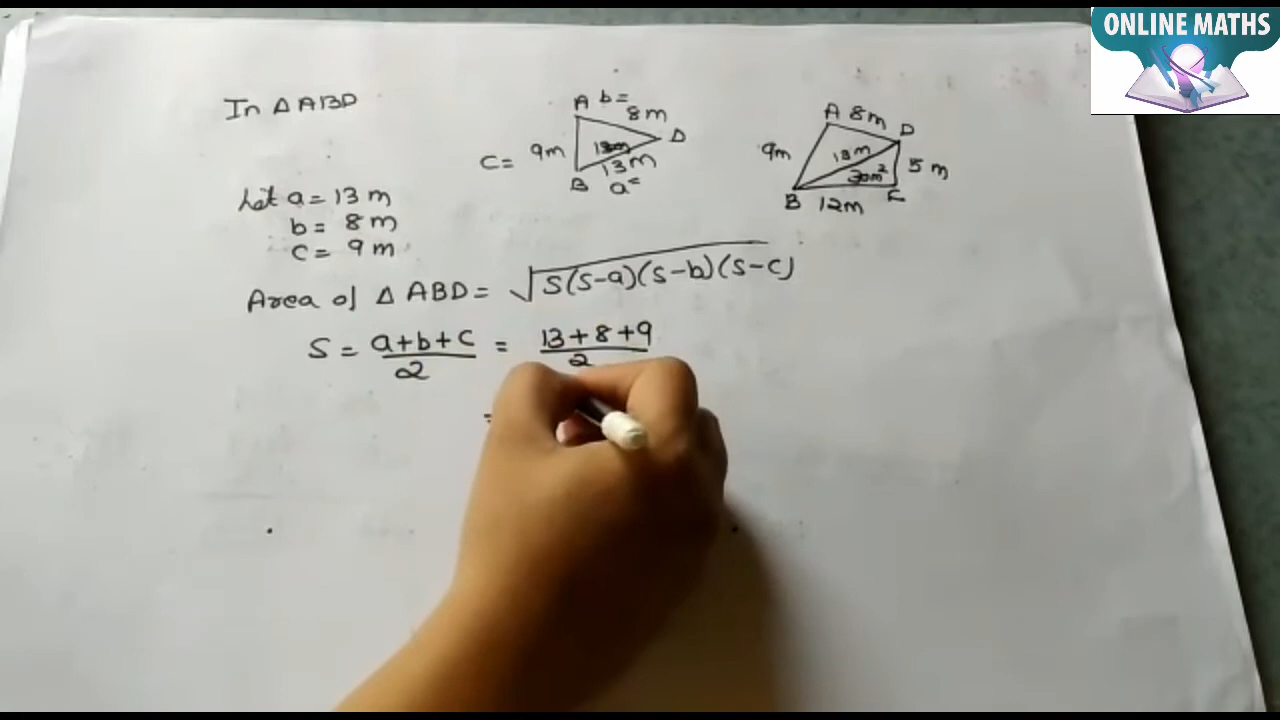 ONLINE MATHS
In Δ ABD
A b=
8m
D
C= 9m
13m
13m
B a=
A 8m D
9m
13m
30m²
5 m
B 12m C
Let a = 13 m
b = 8 m
c = 9 m
Area of Δ ABD = √S(S-a)(S-b)(S-c)
S = a+b+c/2 = 13+8+9/2
=